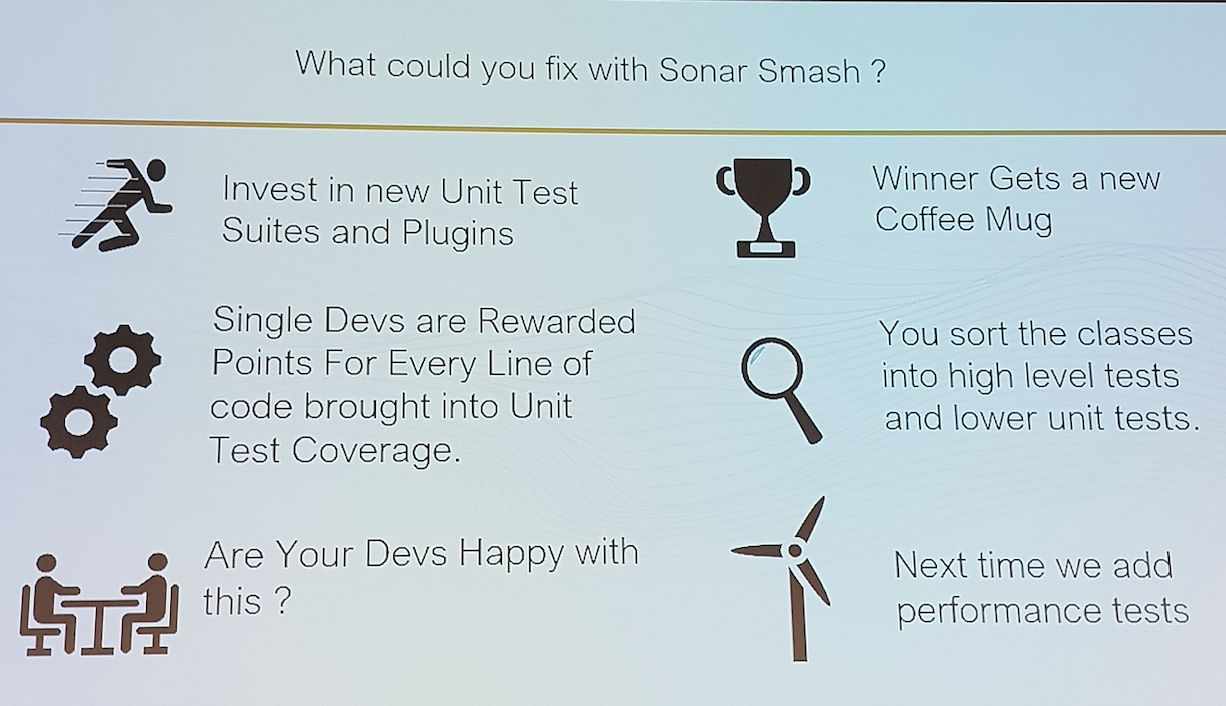 What could you fix with Sonar Smash ?
Invest in new Unit Test
Suites and Plugins
Winner Gets a new
Coffee Mug
Single Devs are Rewarded
Points For Every Line of
code brought into Unit
Test Coverage.
You sort the classes
into high level tests
and lower unit tests.
Are Your Devs Happy with
this ?
Next time we add
performance tests